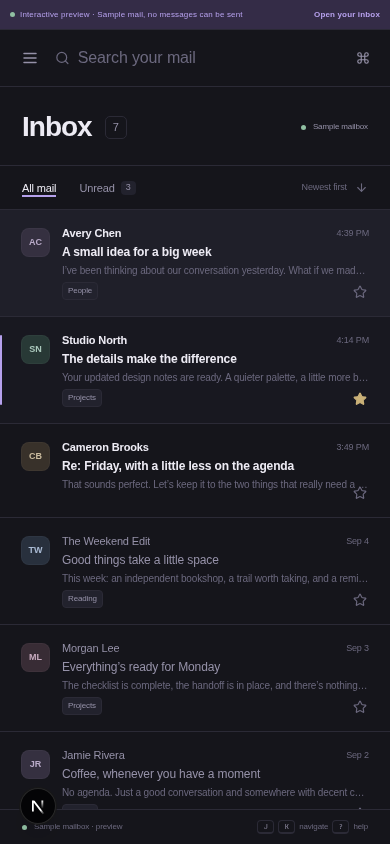 Interactive preview · Sample mail, no messages can be sent Open your inbox
Search your mail ⌘
Inbox 7 Sample mailbox
All mail Unread 3 Newest first ↓
AC Avery Chen 4:39 PM
A small idea for a big week
I've been thinking about our conversation yesterday. What if we mad…
People
SN Studio North 4:14 PM
The details make the difference
Your updated design notes are ready. A quieter palette, a little more b…
Projects
CB Cameron Brooks 3:49 PM
Re: Friday, with a little less on the agenda
That sounds perfect. Let's keep it to the two things that really need a …
TW The Weekend Edit Sep 4
Good things take a little space
This week: an independent bookshop, a trail worth taking, and a remi…
Reading
ML Morgan Lee Sep 3
Everything's ready for Monday
The checklist is complete, the handoff is in place, and there's nothing…
Projects
JR Jamie Rivera Sep 2
Coffee, whenever you have a moment
No agenda. Just a good conversation and somewhere with decent c…
N Sample mailbox · preview J K navigate ? help